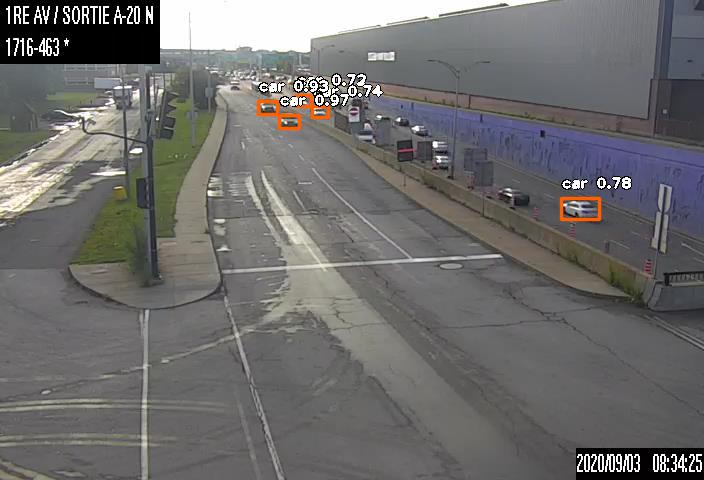 1RE AV / SORTIE A-20 N
1716-463 *
car 0.93
0.72
0.74
car 0.97
car 0.78
2020/09/03 08:34:25